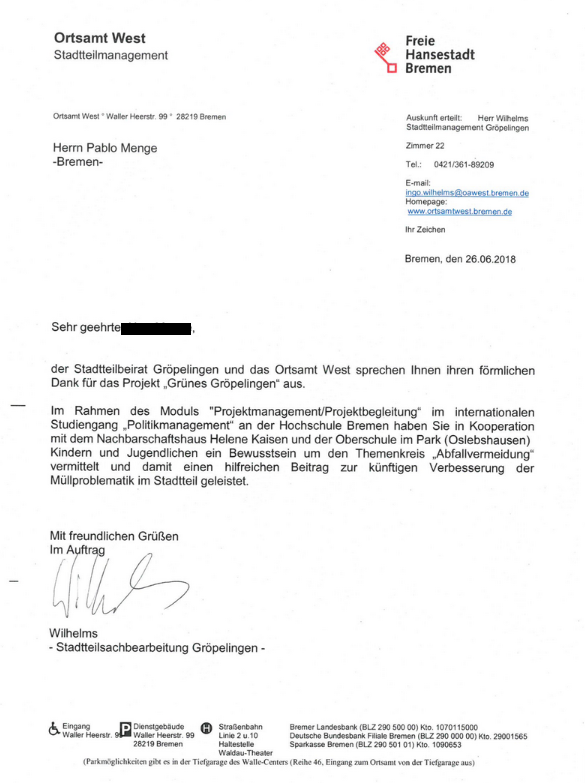 Ortsamt West
Stadtteilmanagement
Freie
Hansestadt
Bremen
Ortsamt West ° Waller Heerstr. 99 ° 28219 Bremen
Herrn Pablo Menge
-Bremen-
Auskunft erteilt: Herr Wilhelms
Stadtteilmanagement Gröpelingen
Zimmer 22
Tel.: 0421/361-89209
E-mail:
ingo.wilhelms@oawest.bremen.de
Homepage:
www.ortsamtwest.bremen.de
Ihr Zeichen
Bremen, den 26.06.2018
Sehr geehrte ,
der Stadtteilbeirat Gröpelingen und das Ortsamt West sprechen Ihnen ihren förmlichen
Dank für das Projekt „Grünes Gröpelingen“ aus.
Im Rahmen des Moduls "Projektmanagement/Projektbegleitung“ im internationalen
Studiengang „Politikmanagement“ an der Hochschule Bremen haben Sie in Kooperation
mit dem Nachbarschaftshaus Helene Kaisen und der Oberschule im Park (Oslebshausen)
Kindern und Jugendlichen ein Bewusstsein um den Themenkreis „Abfallvermeidung“
vermittelt und damit einen hilfreichen Beitrag zur künftigen Verbesserung der
Müllproblematik im Stadtteil geleistet.
Mit freundlichen Grüßen
Im Auftrag
Wilhelms
Wilhelms
- Stadtteilsachbearbeitung Gröpelingen -
Eingang
Waller Heerstr. 9
P Dienstgebäude
Waller Heerstr. 99
28219 Bremen
H Straßenbahn
Linie 2 u.10
Haltestelle
Waldau-Theater
Bremer Landesbank (BLZ 290 500 00) Kto. 1070115000
Deutsche Bundesbank Filiale Bremen (BLZ 290 000 00) Kto. 29001565
Sparkasse Bremen (BLZ 290 501 01) Kto. 1090653
(Parkmöglichkeiten gibt es in der Tiefgarage des Walle-Centers (Reihe 46, Eingang zum Ortsamt von der Tiefgarage aus)